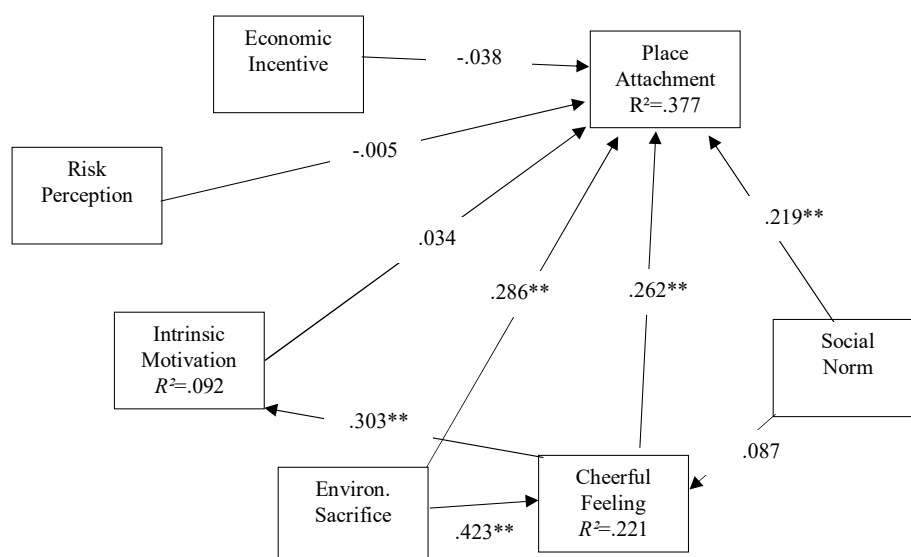 Economic
Incentive
-.038
Place
Attachment
R²=.377
Risk
Perception
-.005
.034
.219**
.286**
.262**
Intrinsic
Motivation
R²=.092
Social
Norm
.303**
.087
Environ.
Sacrifice
.423**
Cheerful
Feeling
R²=.221